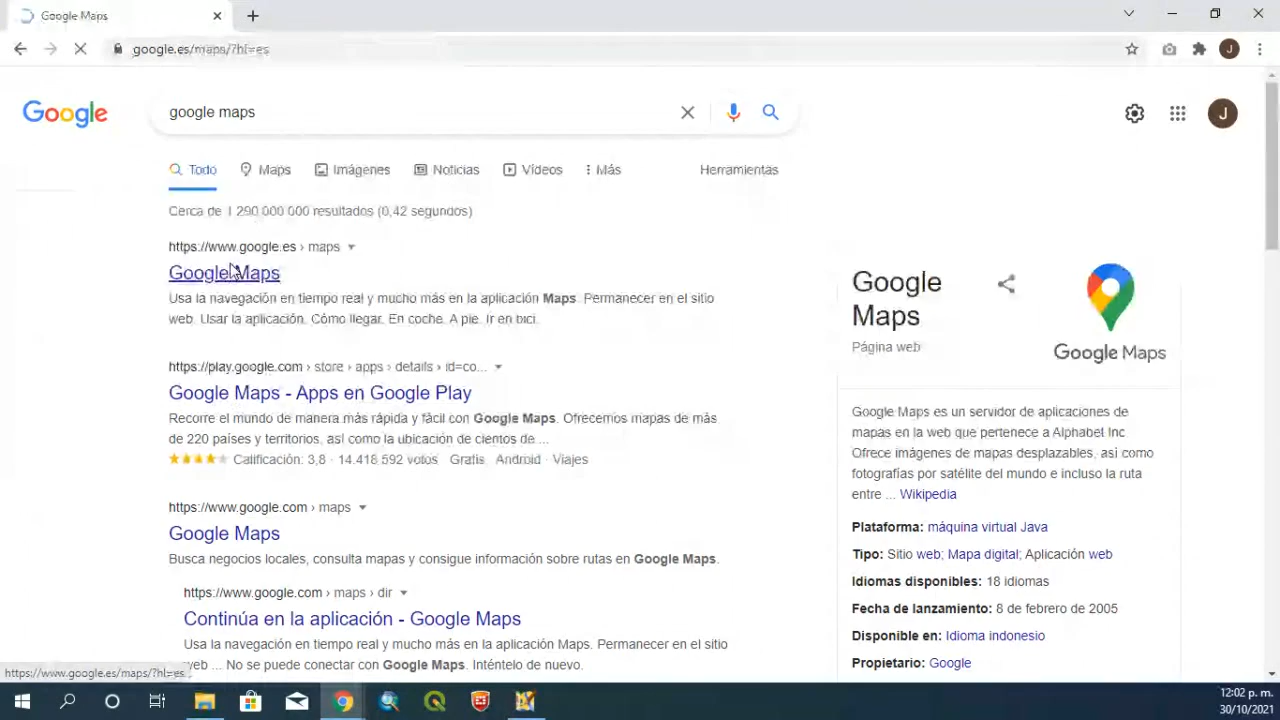 Google Maps
google.es/maps/?hl=es
J
Google
google maps
J
Todo
Maps
Imágenes
Noticias
Vídeos
Más
Herramientas
Cerca de 1 290.000.000 resultados (0,42 segundos)
https://www.google.es › maps
Google Maps
Usa la navegación en tiempo real y mucho más en la aplicación Maps. Permanecer en el sitio
web. Usar la aplicación. Cómo llegar. En coche. A pie. Ir en bici.
https://play.google.com › store › apps › details › id=co...
Google Maps - Apps en Google Play
Recorre el mundo de manera más rápida y fácil con Google Maps. Ofrecemos mapas de más
de 220 países y territorios, así como la ubicación de cientos de ...
Calificación: 3,8 · 14.418.592 votos · Gratis · Android · Viajes
https://www.google.com › maps
Google Maps
Busca negocios locales, consulta mapas y consigue información sobre rutas en Google Maps.
https://www.google.com › maps › dir
Continúa en la aplicación - Google Maps
Usa la navegación en tiempo real y mucho más en la aplicación Maps. Permanecer en el sitio
web ... No se puede conectar con Google Maps. Inténtelo de nuevo.
Google
Maps
Página web
Google Maps
Google Maps es un servidor de aplicaciones de
mapas en la web que pertenece a Alphabet Inc
Ofrece imágenes de mapas desplazables, así como
fotografías por satélite del mundo e incluso la ruta
entre ... Wikipedia
Plataforma: máquina virtual Java
Tipo: Sitio web; Mapa digital; Aplicación web
Idiomas disponibles: 18 idiomas
Fecha de lanzamiento: 8 de febrero de 2005
Disponible en: Idioma indonesio
Propietario: Google
https://www.google.es/maps/?hl=es
12:02 p. m.
30/10/2021